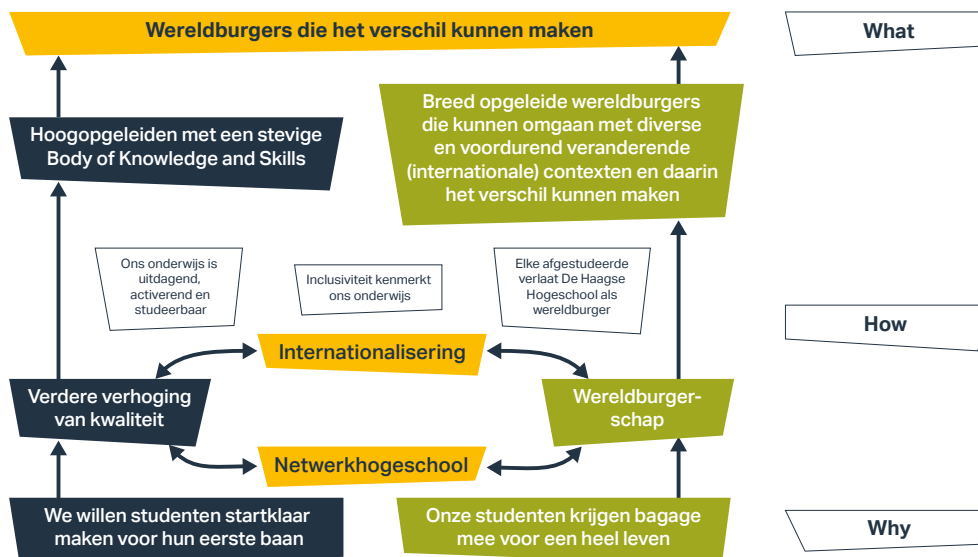 Wereldburgers die het verschil kunnen maken
What
Hoogopgeleiden met een stevige
Body of Knowledge and Skills
Breed opgeleide wereldburgers
die kunnen omgaan met diverse
en voordurend veranderende
(internationale) contexten en daarin
het verschil kunnen maken
Ons onderwijs is
uitdagend,
activerend en
studeerbaar
Inclusiviteit kenmerkt
ons onderwijs
Elke afgestudeerde
verlaat De Haagse
Hogeschool als
wereldburger
How
Internationalisering
Verdere verhoging
van kwaliteit
Wereldburger-
schap
Netwerkhogeschool
We willen studenten startklaar
maken voor hun eerste baan
Onze studenten krijgen bagage
mee voor een heel leven
Why